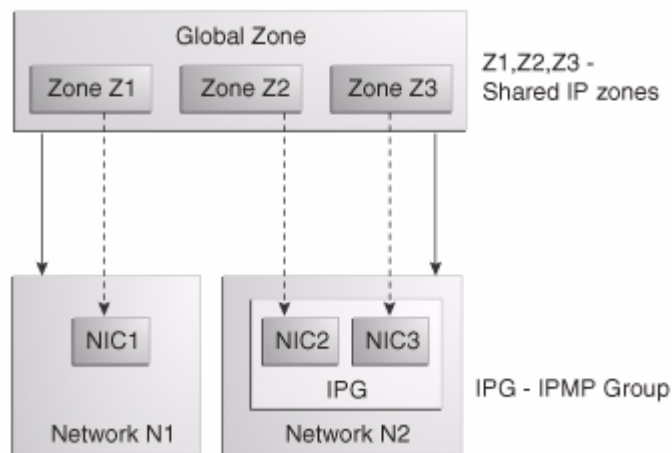 Global Zone
Zone Z1
Zone Z2
Zone Z3
Z1,Z2,Z3 -
Shared IP zones
NIC1
NIC2
NIC3
IPG
IPG - IPMP Group
Network N1
Network N2